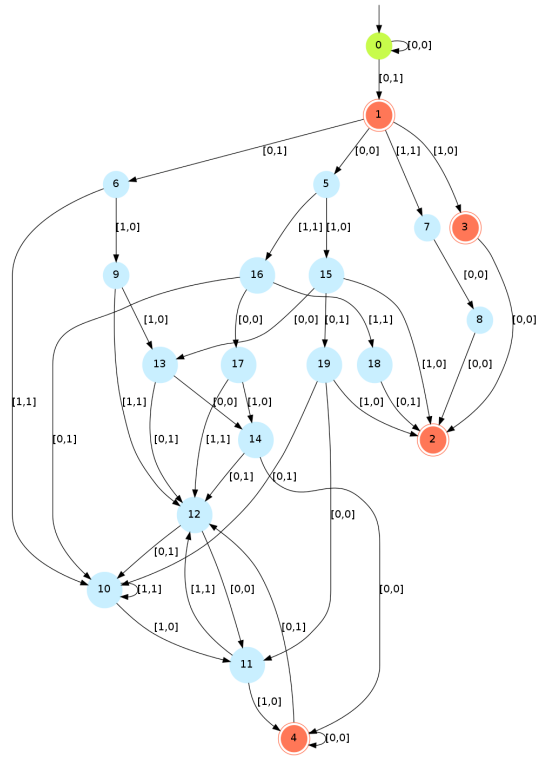 0 [0,0]
[0,1]
1
[0,1] [0,0] [1,1] [1,0]
6 5
7 3
[1,0] [1,1] [1,0]
9 16 15 [0,0]
8 [0,0]
[1,0] [0,0] [0,0] [0,1] [1,1]
13 17 19 18 [1,0] [0,0]
[1,1] [0,0] [1,0] [1,0] [0,1]
[1,1]
[0,1] [0,1] [1,1] 14 2
[0,1] [0,1]
12 [0,0]
[0,1]
10 [1,1] [0,0] [0,0]
[1,0] [1,1] [0,1]
11
[1,0]
4 [0,0]